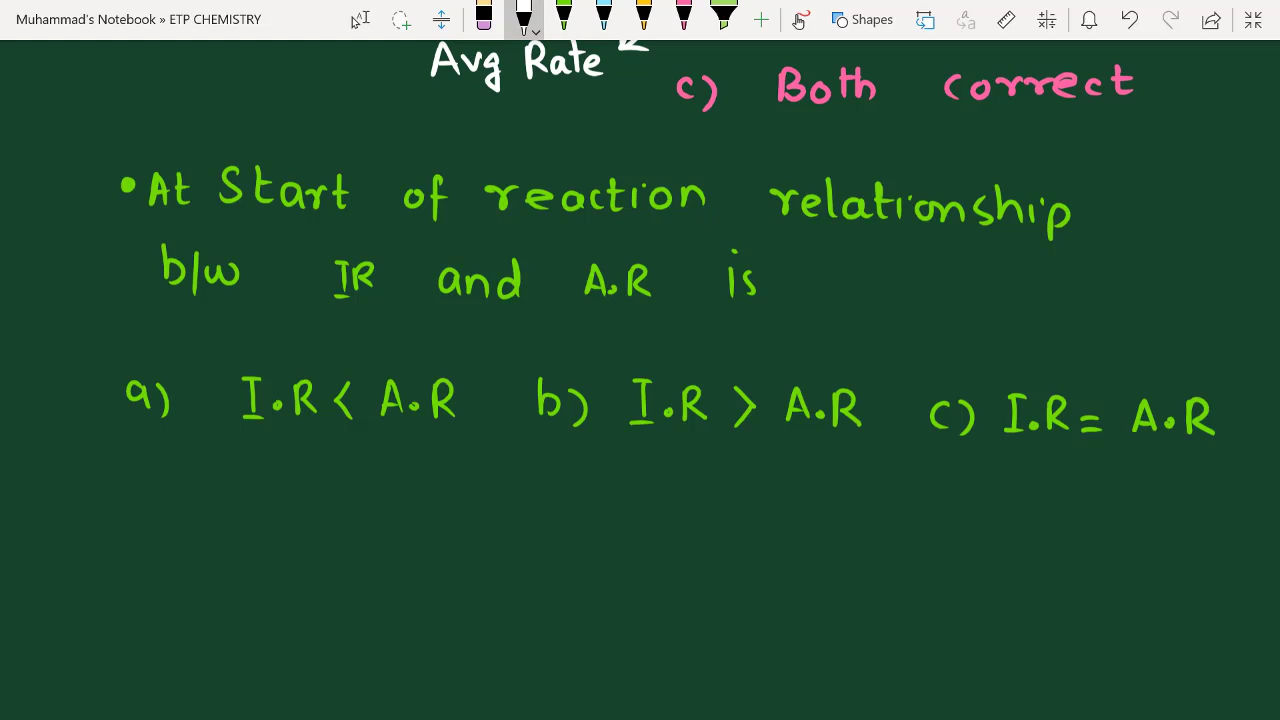 Muhammad's Notebook » ETP CHEMISTRY
Shapes
Avg Rate
c) Both correct
• At Start of reaction relationship
b/w IR and A.R is
a) I.R < A.R b) I.R > A.R c) I.R = A.R